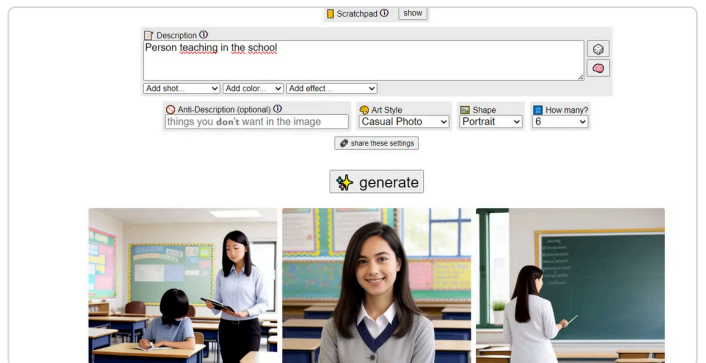 Scratchpad ⓘ show
Description ⓘ
Person teaching in the school
Add shot... Add color... Add effect...
Anti-Description (optional) ⓘ Art Style Shape How many?
things you don't want in the image Casual Photo Portrait 6
share these settings
generate